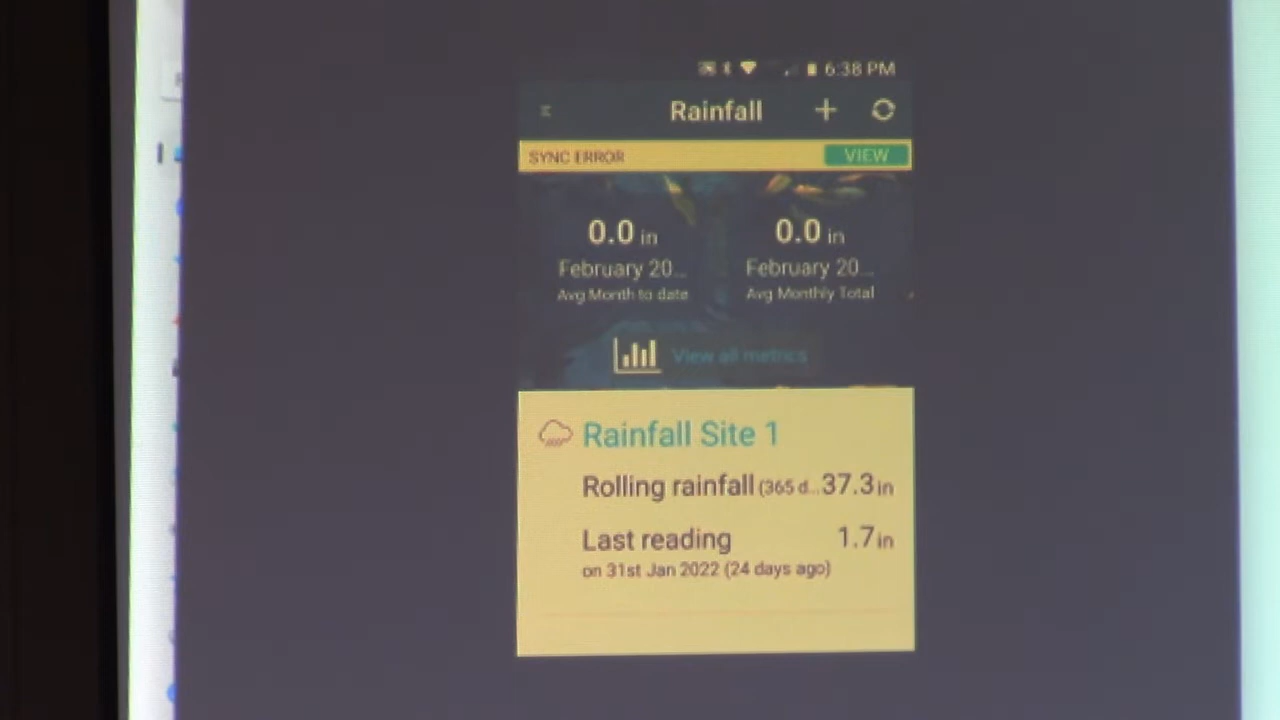 6:38 PM
Rainfall
SYNC ERROR
VIEW
0.0 in
0.0 in
February 20...
February 20...
Avg Month to date
Avg Monthly Total
View all metrics
Rainfall Site 1
Rolling rainfall (365 d... 37.3 in
Last reading 1.7 in
on 31st Jan 2022 (24 days ago)